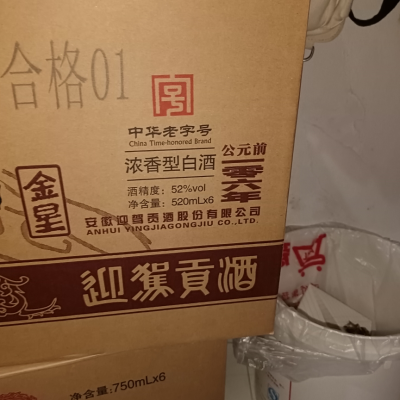 合格01
中华老字号
China Time-honored Brand
浓香型白酒
公元前
一零六年
酒精度：52%vol
净含量：520mLx6
金星
安徽迎驾贡酒股份有限公司
ANHUI YINGJIAGONGJIU CO.,LTD.
迎駕貢酒
净含量:750mLx6